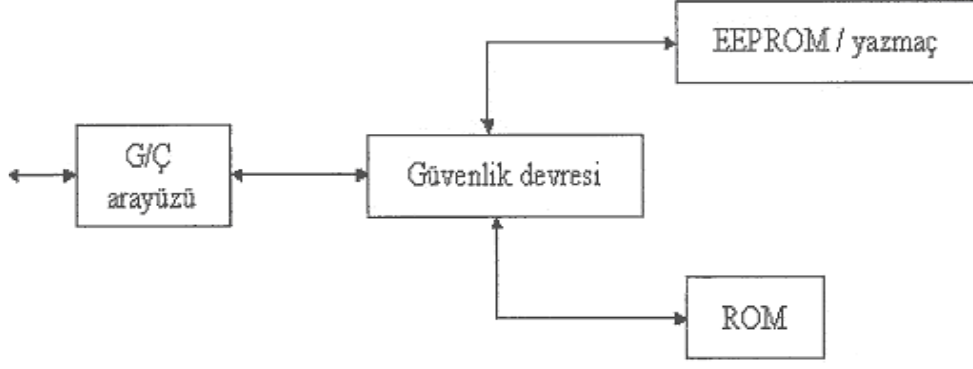 EEPROM / yazmaç
G/Ç
arayüzü
Güvenlik devresi
ROM